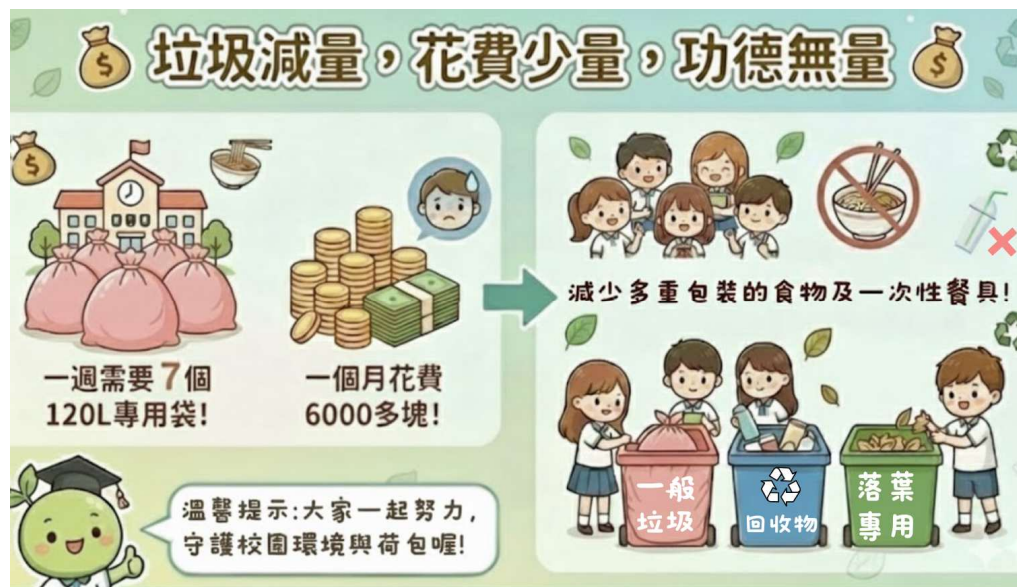 垃圾減量，花費少量，功德無量
一週需要7個
120L專用袋!
一個月花費
6000多塊!
減少多重包裝的食物及一次性餐具!
一般
垃圾
回收物
落葉
專用
溫馨提示:大家一起努力,
守護校園環境與荷包喔!